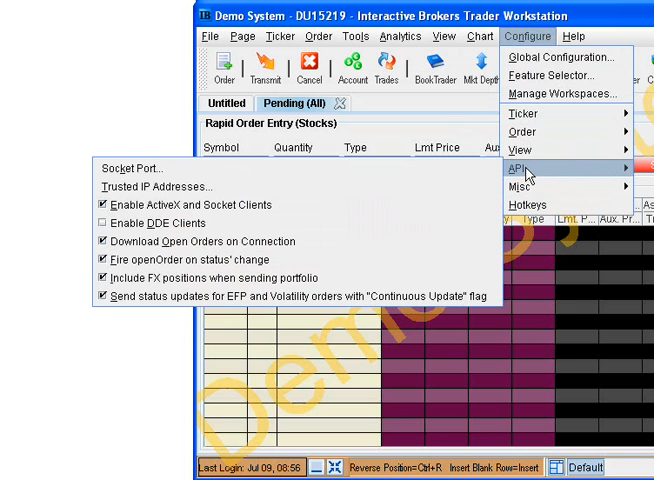 Demo System - DU15219 - Interactive Brokers Trader Workstation
File Page Ticker Order Tools Analytics View Chart Configure Help
Order Transmit Cancel Account Trades BookTrader Mkt Depth
Global Configuration...
Feature Selector...
Manage Workspaces...
Ticker
Order
View
API
Misc
Hotkeys
Untitled Pending (All)
Rapid Order Entry (Stocks)
Symbol Quantity Type Lmt Price Aux
Socket Port...
Trusted IP Addresses...
Enable ActiveX and Socket Clients
Enable DDE Clients
Download Open Orders on Connection
Fire openOrder on status' change
Include FX positions when sending portfolio
Send status updates for EFP and Volatility orders with "Continuous Update" flag
Type Lmt. P... Aux. Pr...
Demo
Last Login: Jul 09, 08:56 Reverse Position=Ctrl+R Insert Blank Row=Insert Default